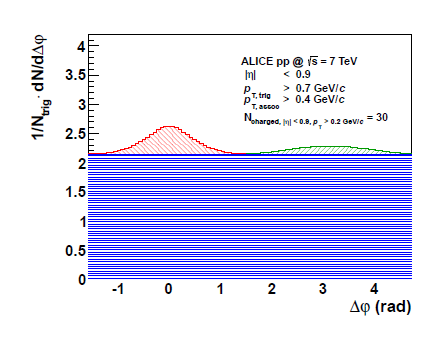 1/N_trig · dN/dΔφ
4
3.5
3
2.5
2
1.5
1
0.5
0
ALICE pp @ √s = 7 TeV
|η| < 0.9
p_T, trig > 0.7 GeV/c
p_T, assoc > 0.4 GeV/c
N_charged, |η| < 0.9, p_T > 0.2 GeV/c = 30
-1 0 1 2 3 4
Δφ (rad)